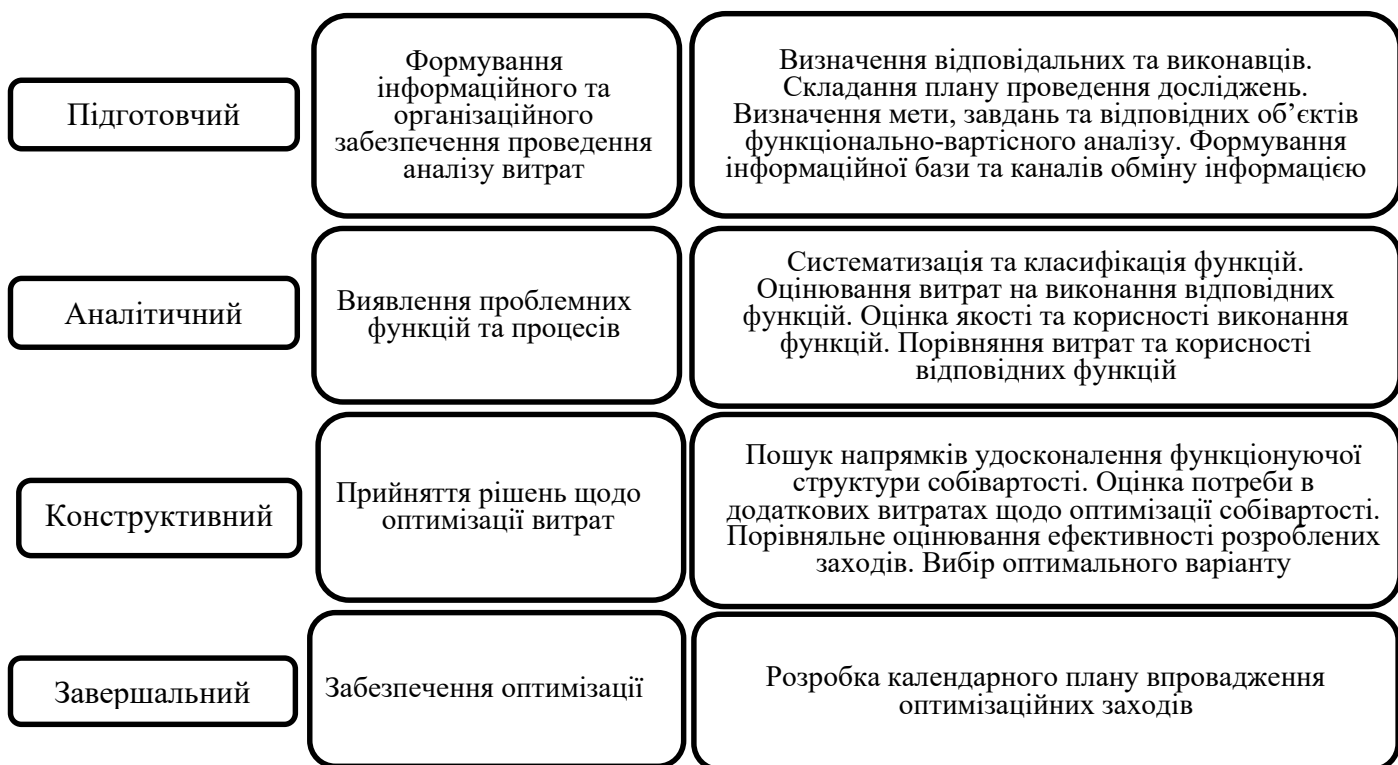 Підготовчий
Формування
інформаційного та
організаційного
забезпечення проведення
аналізу витрат
Визначення відповідальних та виконавців.
Складання плану проведення досліджень.
Визначення мети, завдань та відповідних об’єктів
функціонально-вартісного аналізу. Формування
інформаційної бази та каналів обміну інформацією
Аналітичний
Виявлення проблемних
функцій та процесів
Систематизація та класифікація функцій.
Оцінювання витрат на виконання відповідних
функцій. Оцінка якості та корисності виконання
функцій. Порівняння витрат та корисності
відповідних функцій
Конструктивний
Прийняття рішень щодо
оптимізації витрат
Пошук напрямків удосконалення функціонуючої
структури собівартості. Оцінка потреби в
додаткових витратах щодо оптимізації собівартості.
Порівняльне оцінювання ефективності розроблених
заходів. Вибір оптимального варіанту
Завершальний
Забезпечення оптимізації
Розробка календарного плану впровадження
оптимізаційних заходів